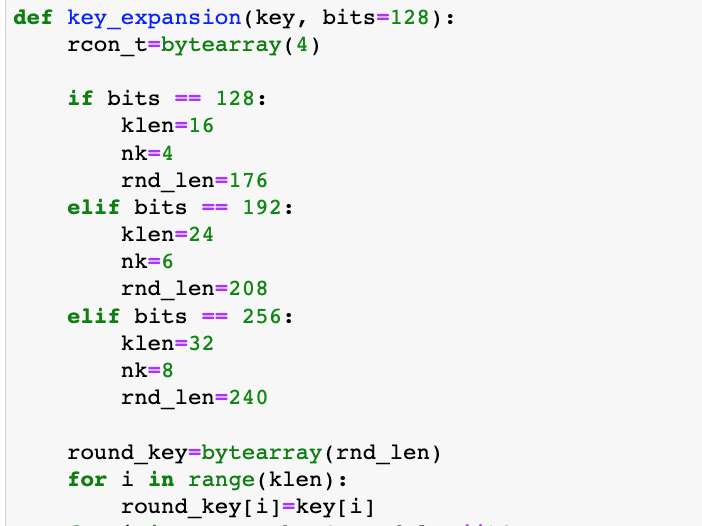 def key_expansion(key, bits=128):
    rcon_t=bytearray(4)

    if bits == 128:
        klen=16
        nk=4
        rnd_len=176
    elif bits == 192:
        klen=24
        nk=6
        rnd_len=208
    elif bits == 256:
        klen=32
        nk=8
        rnd_len=240

    round_key=bytearray(rnd_len)
    for i in range(klen):
        round_key[i]=key[i]